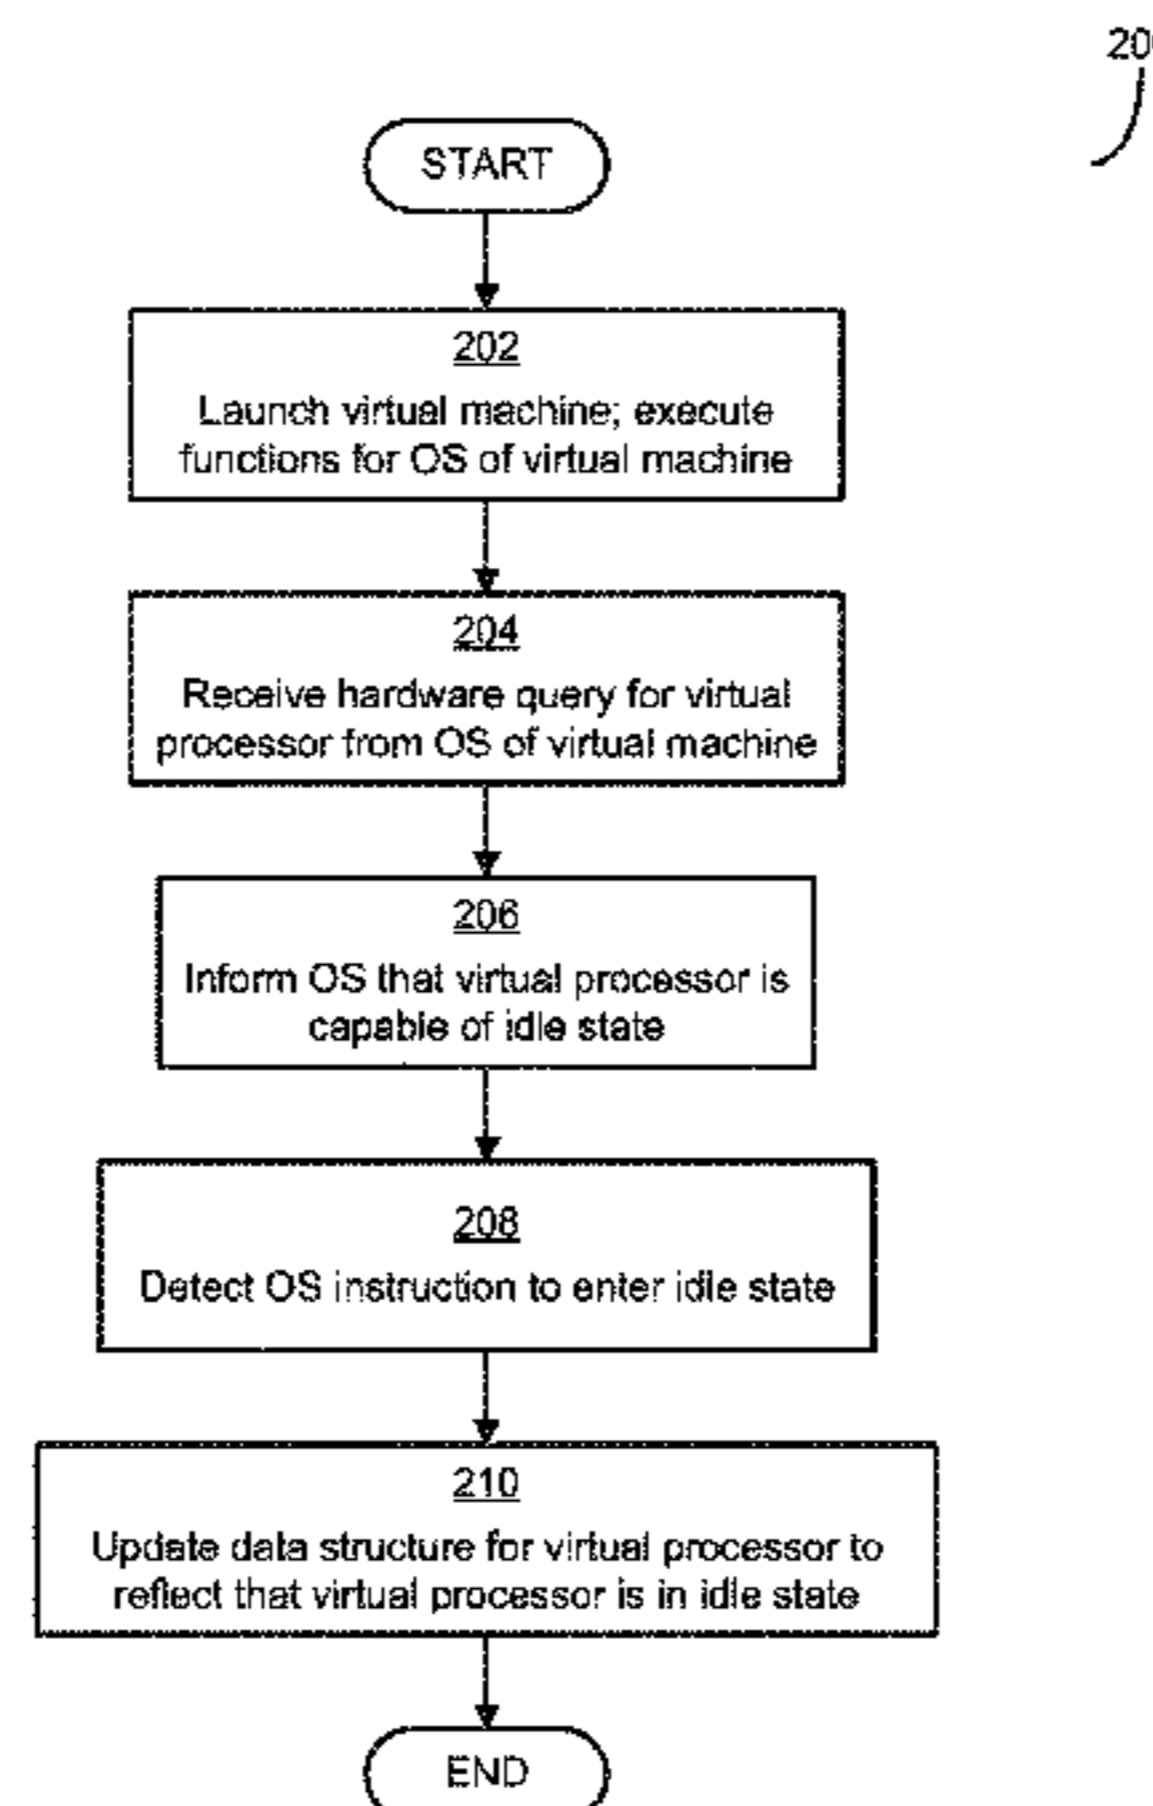 START
202
Launch virtual machine; execute
functions for OS of virtual machine
204
Receive hardware query for virtual
processor from OS of virtual machine
206
Inform OS that virtual processor is
capable of idle state
208
Detect OS instruction to enter idle state
210
Update data structure for virtual processor to
reflect that virtual processor is in idle state
END